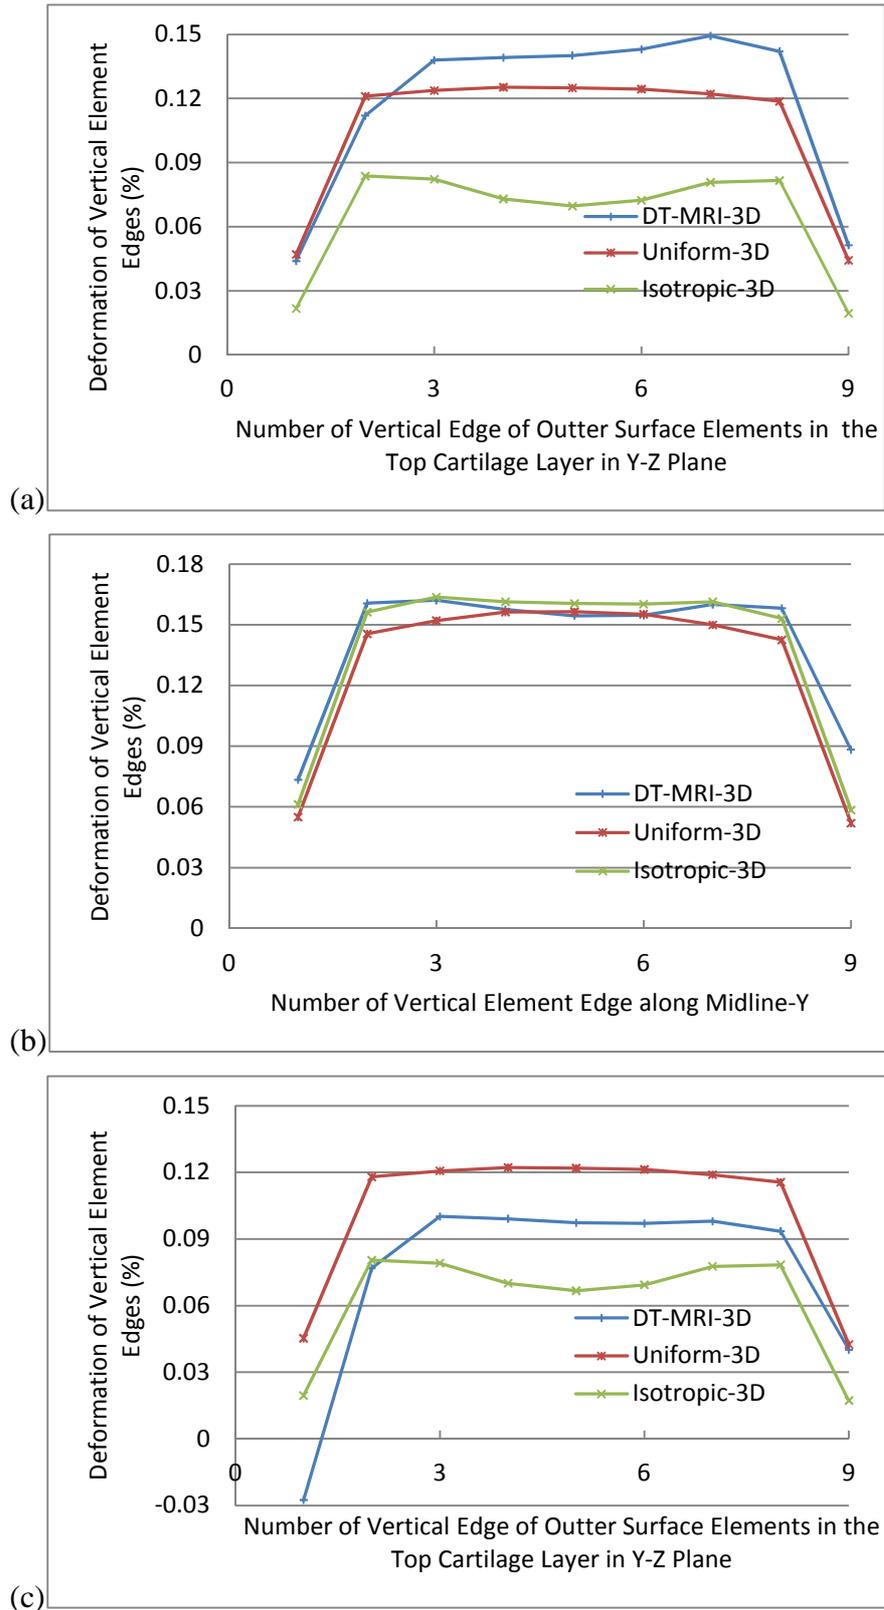 0.15
0.12
0.09
0.06
0.03
0
Deformation of Vertical Element
Edges (%)
DT-MRI-3D
Uniform-3D
Isotropic-3D
0 3 6 9
Number of Vertical Edge of Outter Surface Elements in the
Top Cartilage Layer in Y-Z Plane
(a)
0.18
0.15
0.12
0.09
0.06
0.03
0
Deformation of Vertical Element
Edges (%)
DT-MRI-3D
Uniform-3D
Isotropic-3D
0 3 6 9
Number of Vertical Element Edge along Midline-Y
(b)
0.15
0.12
0.09
0.06
0.03
0
-0.03
Deformation of Vertical Element
Edges (%)
DT-MRI-3D
Uniform-3D
Isotropic-3D
0 3 6 9
Number of Vertical Edge of Outter Surface Elements in the
Top Cartilage Layer in Y-Z Plane
(c)